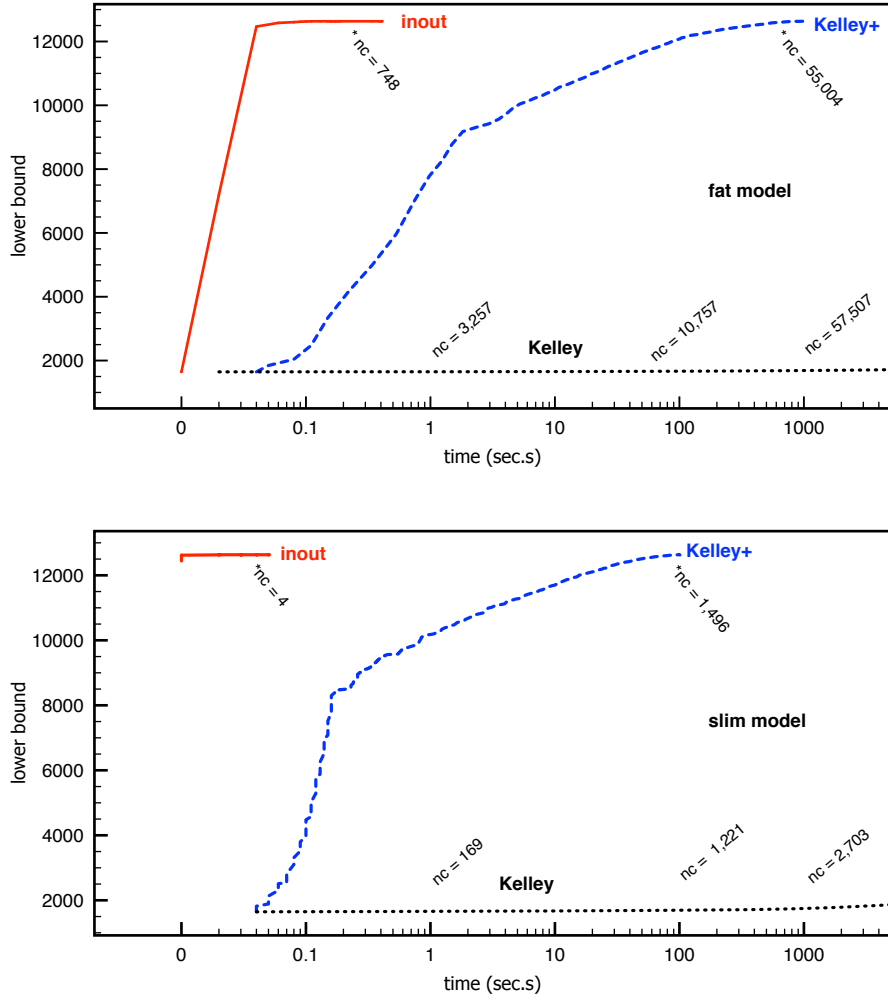 12000
10000
8000
6000
4000
2000
lower bound
inout
* nc = 748
Kelley+
* nc = 55,004
fat model
nc = 3,257
nc = 10,757
nc = 57,507
Kelley
0 0.1 1 10 100 1000
time (sec.s)
12000
10000
8000
6000
4000
2000
lower bound
inout
*nc = 4
Kelley+
*nc = 1,496
slim model
nc = 169
nc = 1,221
nc = 2,703
Kelley
0 0.1 1 10 100 1000
time (sec.s)